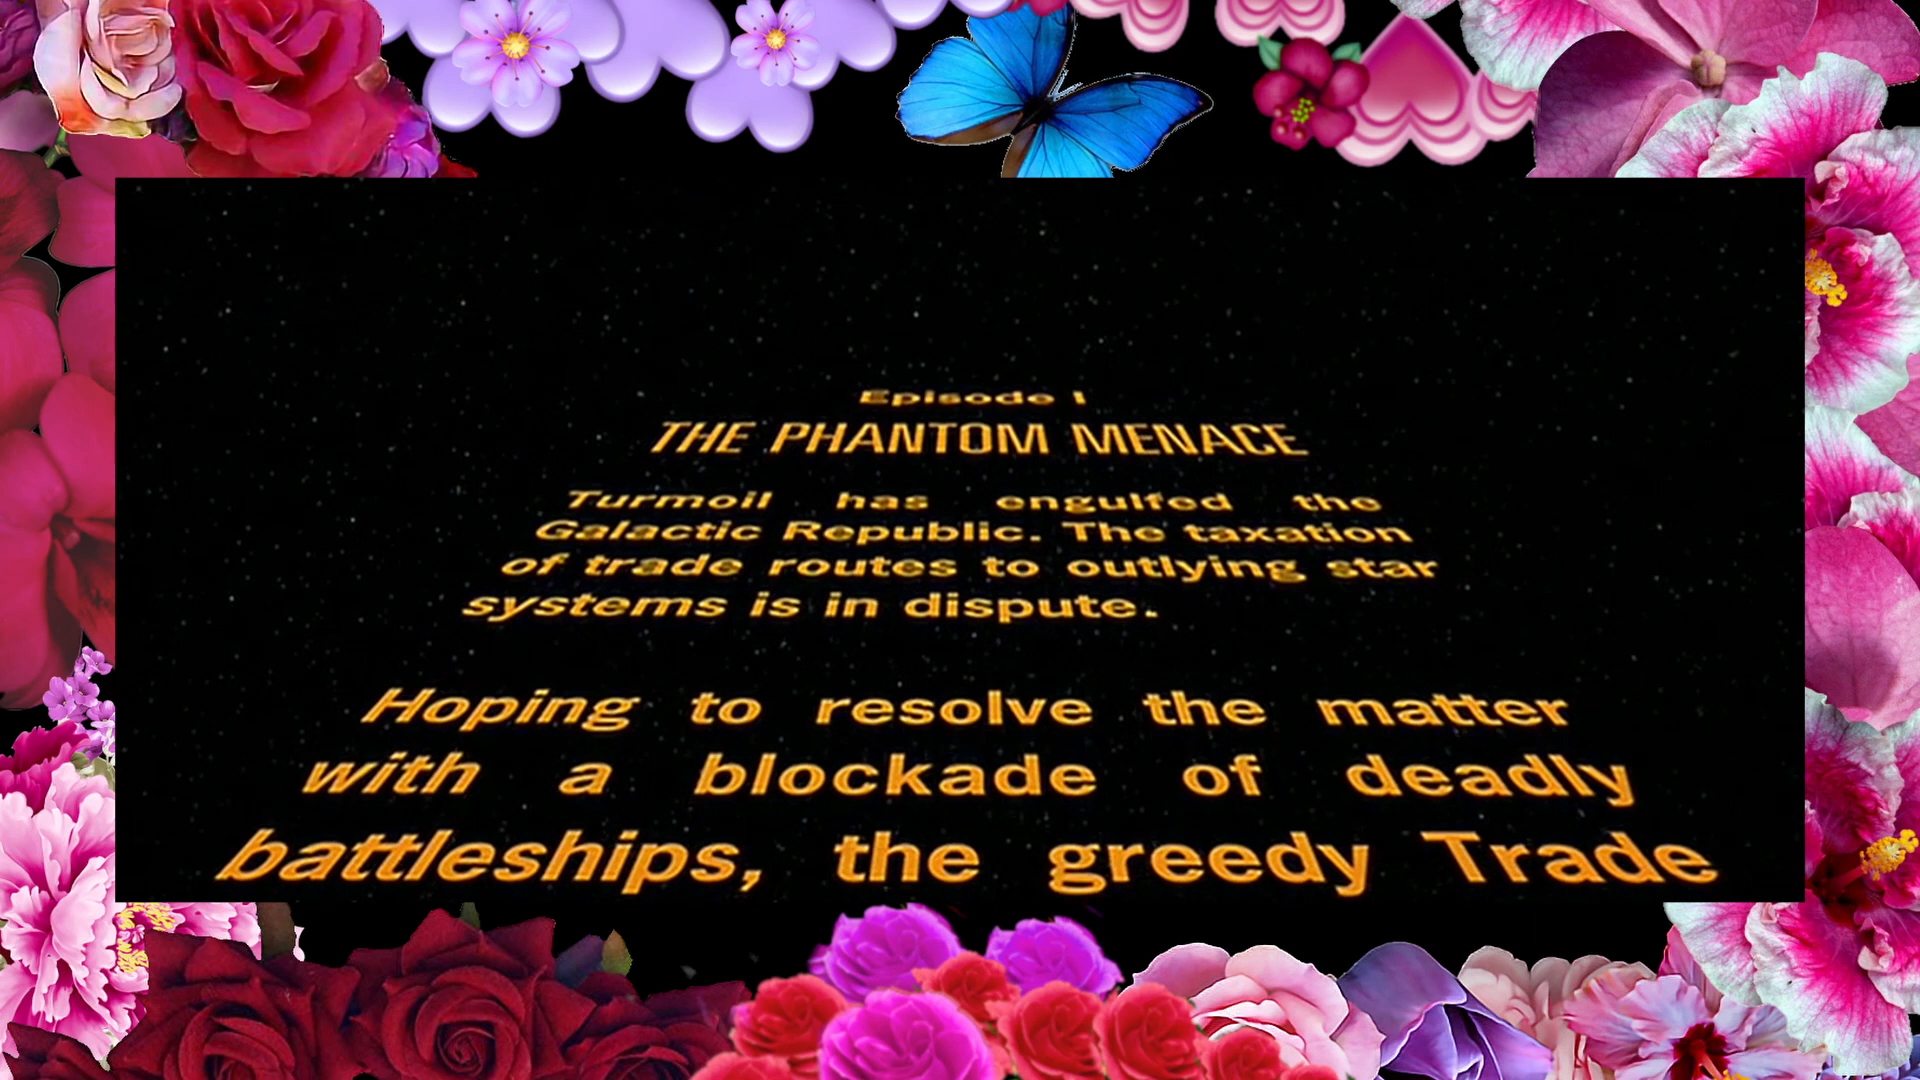 Episode I
THE PHANTOM MENACE
Turmoil has engulfed the
Galactic Republic. The taxation
of trade routes to outlying star
systems is in dispute.
Hoping to resolve the matter
with a blockade of deadly
battleships, the greedy Trade